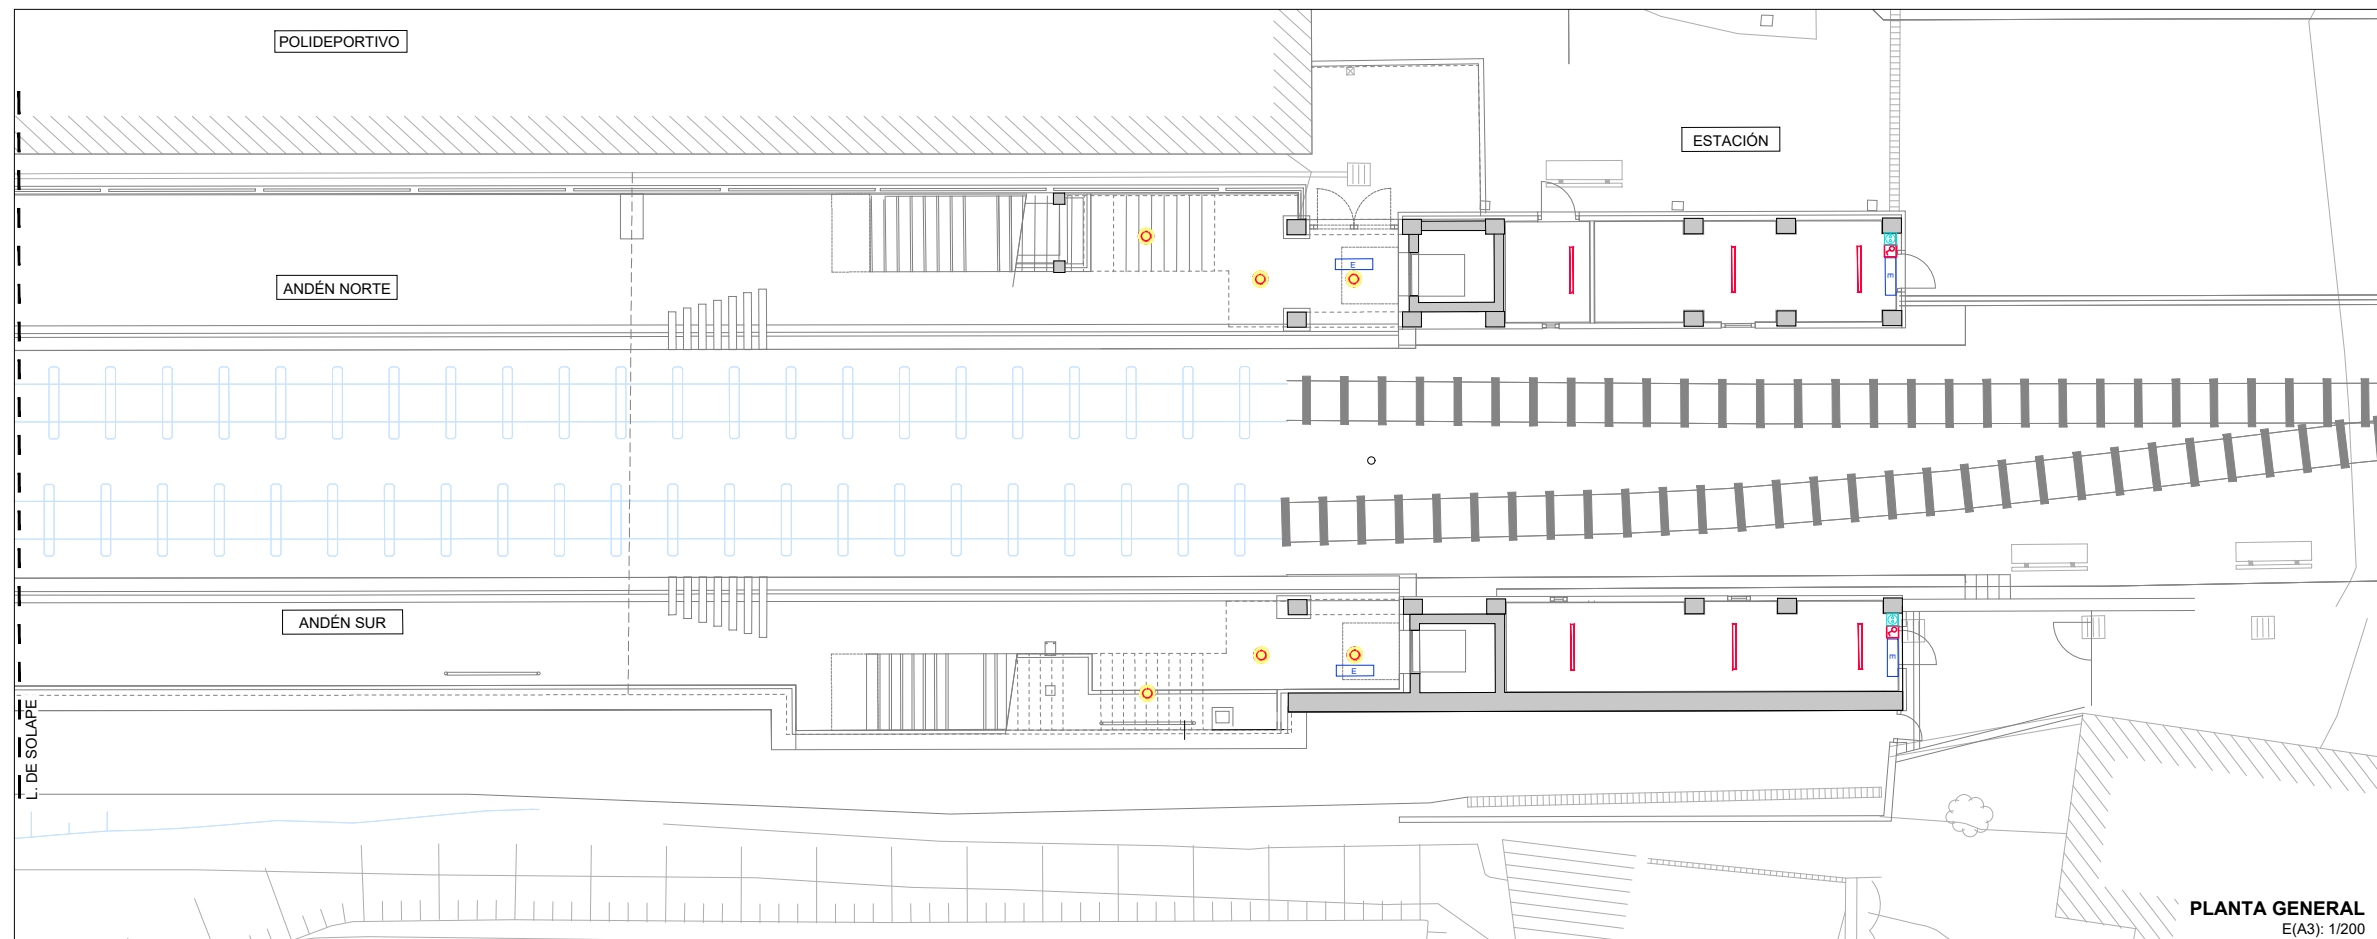 POLIDEPORTIVO
ESTACIÓN
E
ANDÉN NORTE
m
ANDÉN SUR
E
m
L. DE SOLAPE
PLANTA GENERAL
E(A3): 1/200